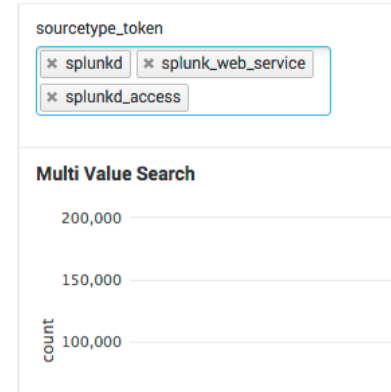 sourcetype_token
× splunkd × splunk_web_service
× splunkd_access
Multi Value Search
200,000
150,000
100,000
count